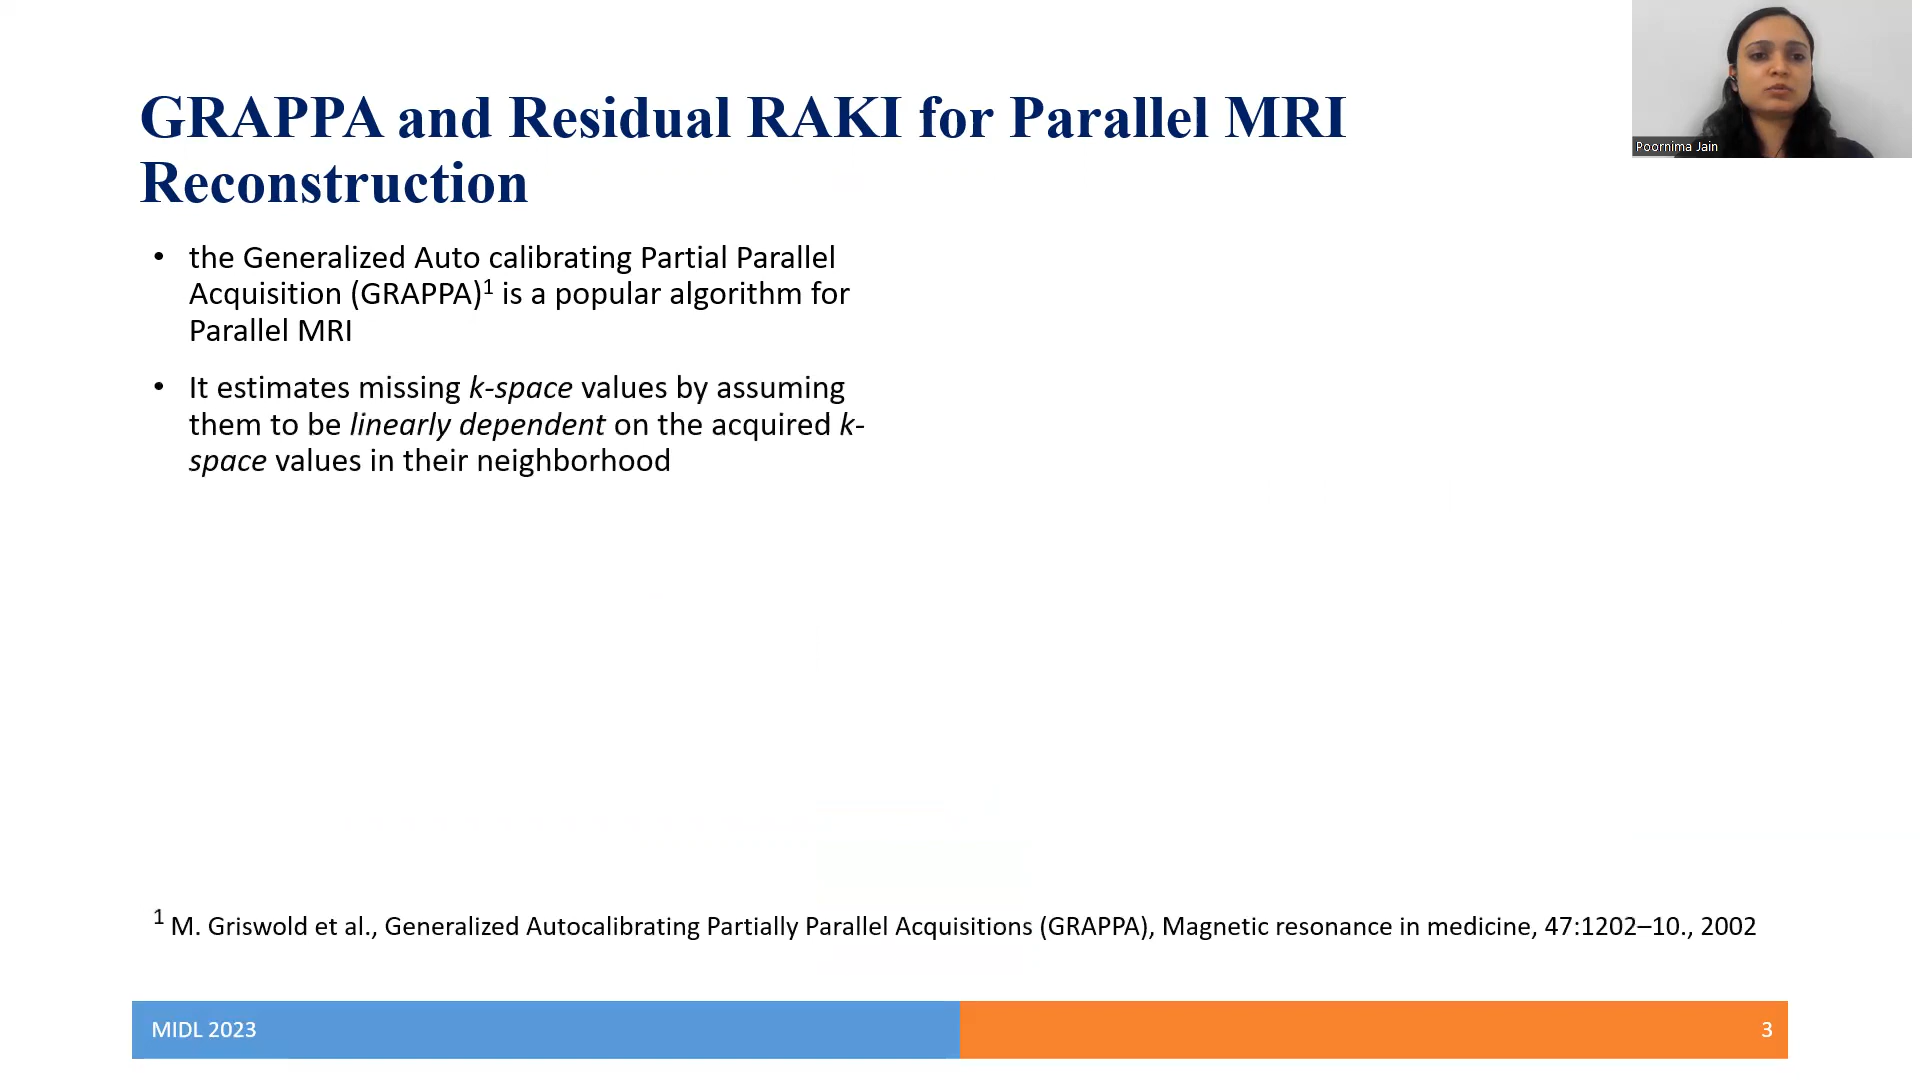 GRAPPA and Residual RAKI for Parallel MRI
Reconstruction
Poornima Jain
• the Generalized Auto calibrating Partial Parallel
Acquisition (GRAPPA)¹ is a popular algorithm for
Parallel MRI
• It estimates missing k-space values by assuming
them to be linearly dependent on the acquired k-
space values in their neighborhood
¹ M. Griswold et al., Generalized Autocalibrating Partially Parallel Acquisitions (GRAPPA), Magnetic resonance in medicine, 47:1202–10., 2002
MIDL 2023
3